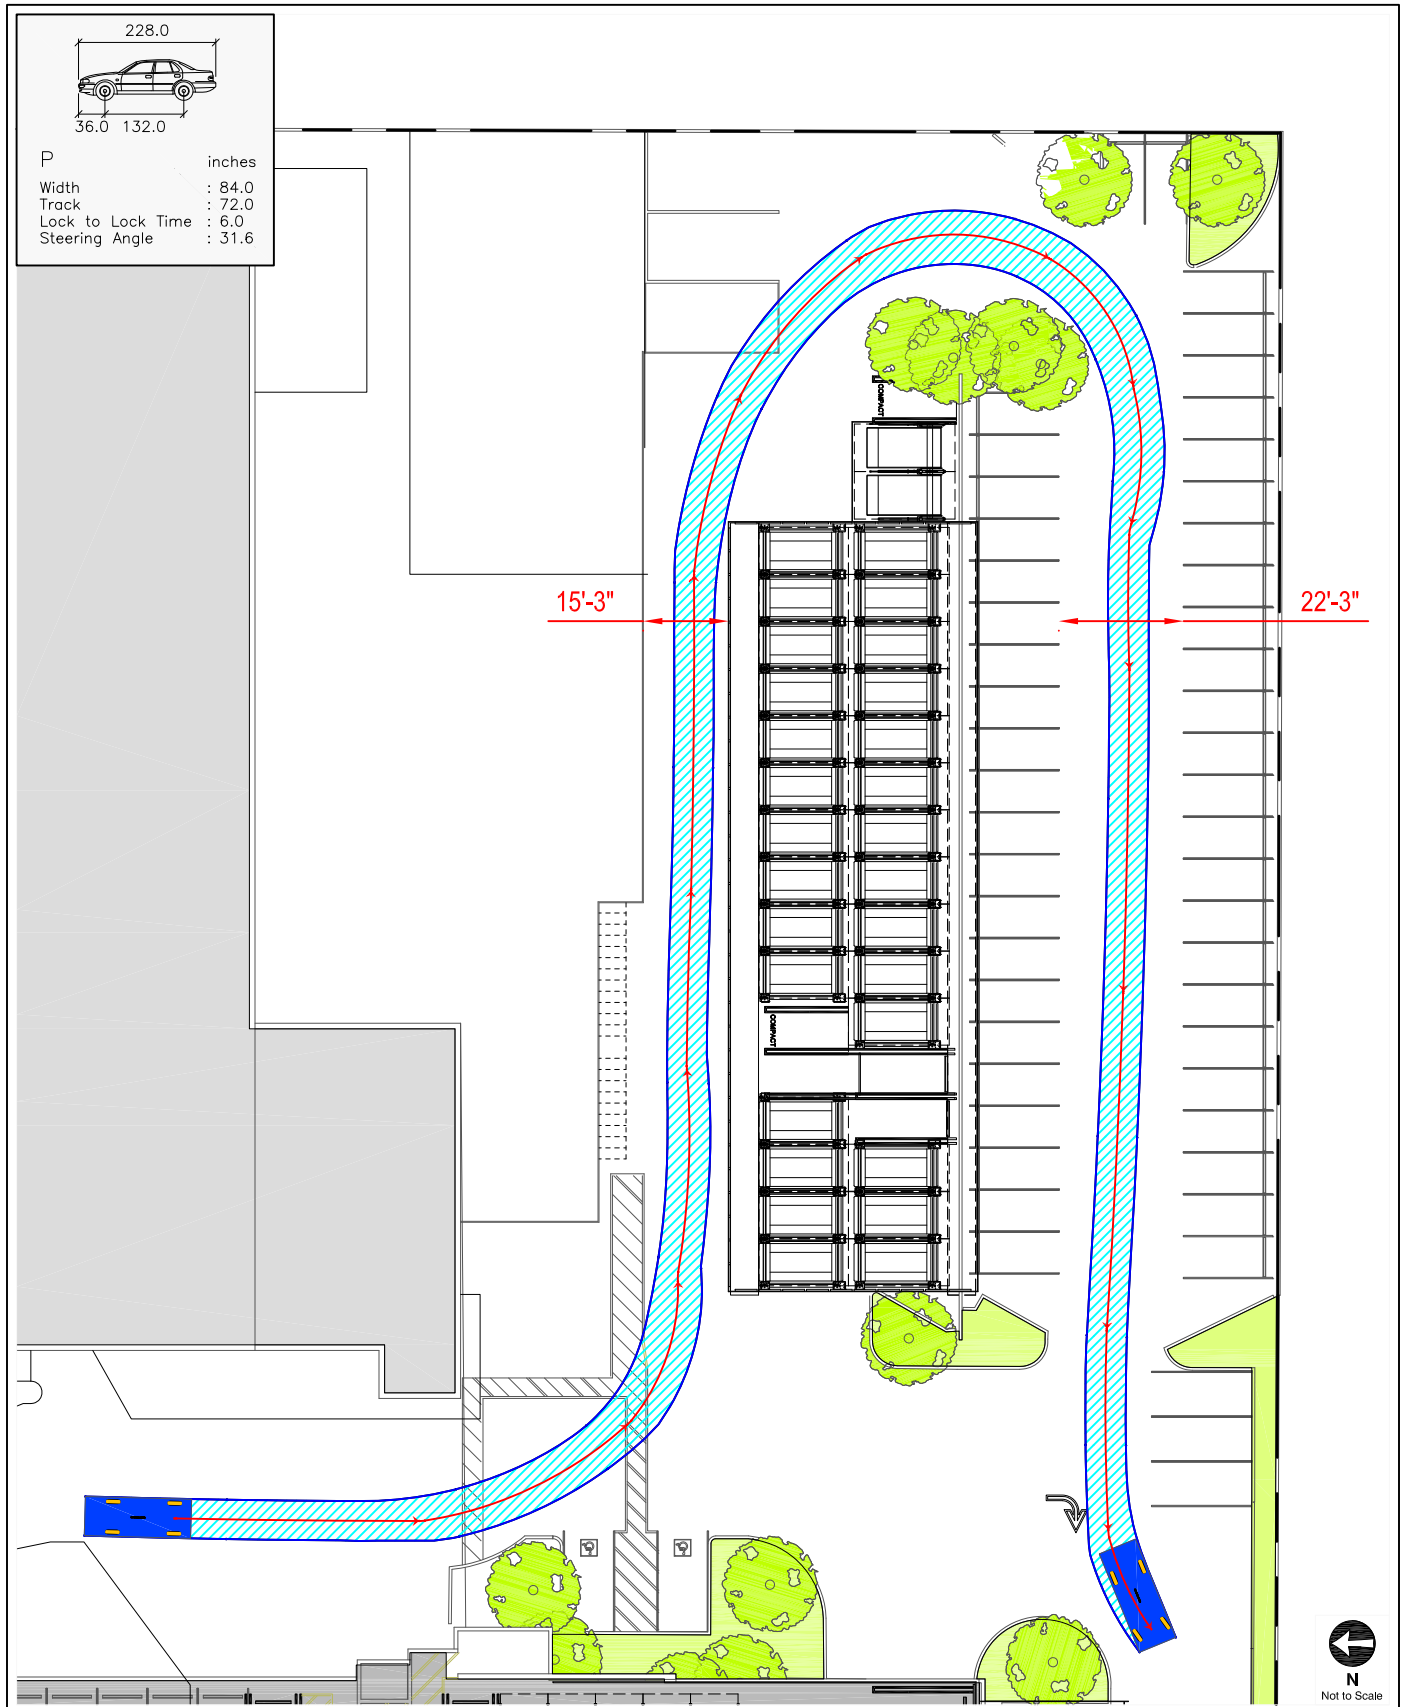 228.0
36.0 132.0
P inches
Width : 84.0
Track : 72.0
Lock to Lock Time : 6.0
Steering Angle : 31.6
COMPACT
15'-3"
22'-3"
COMPACT
N
Not to Scale